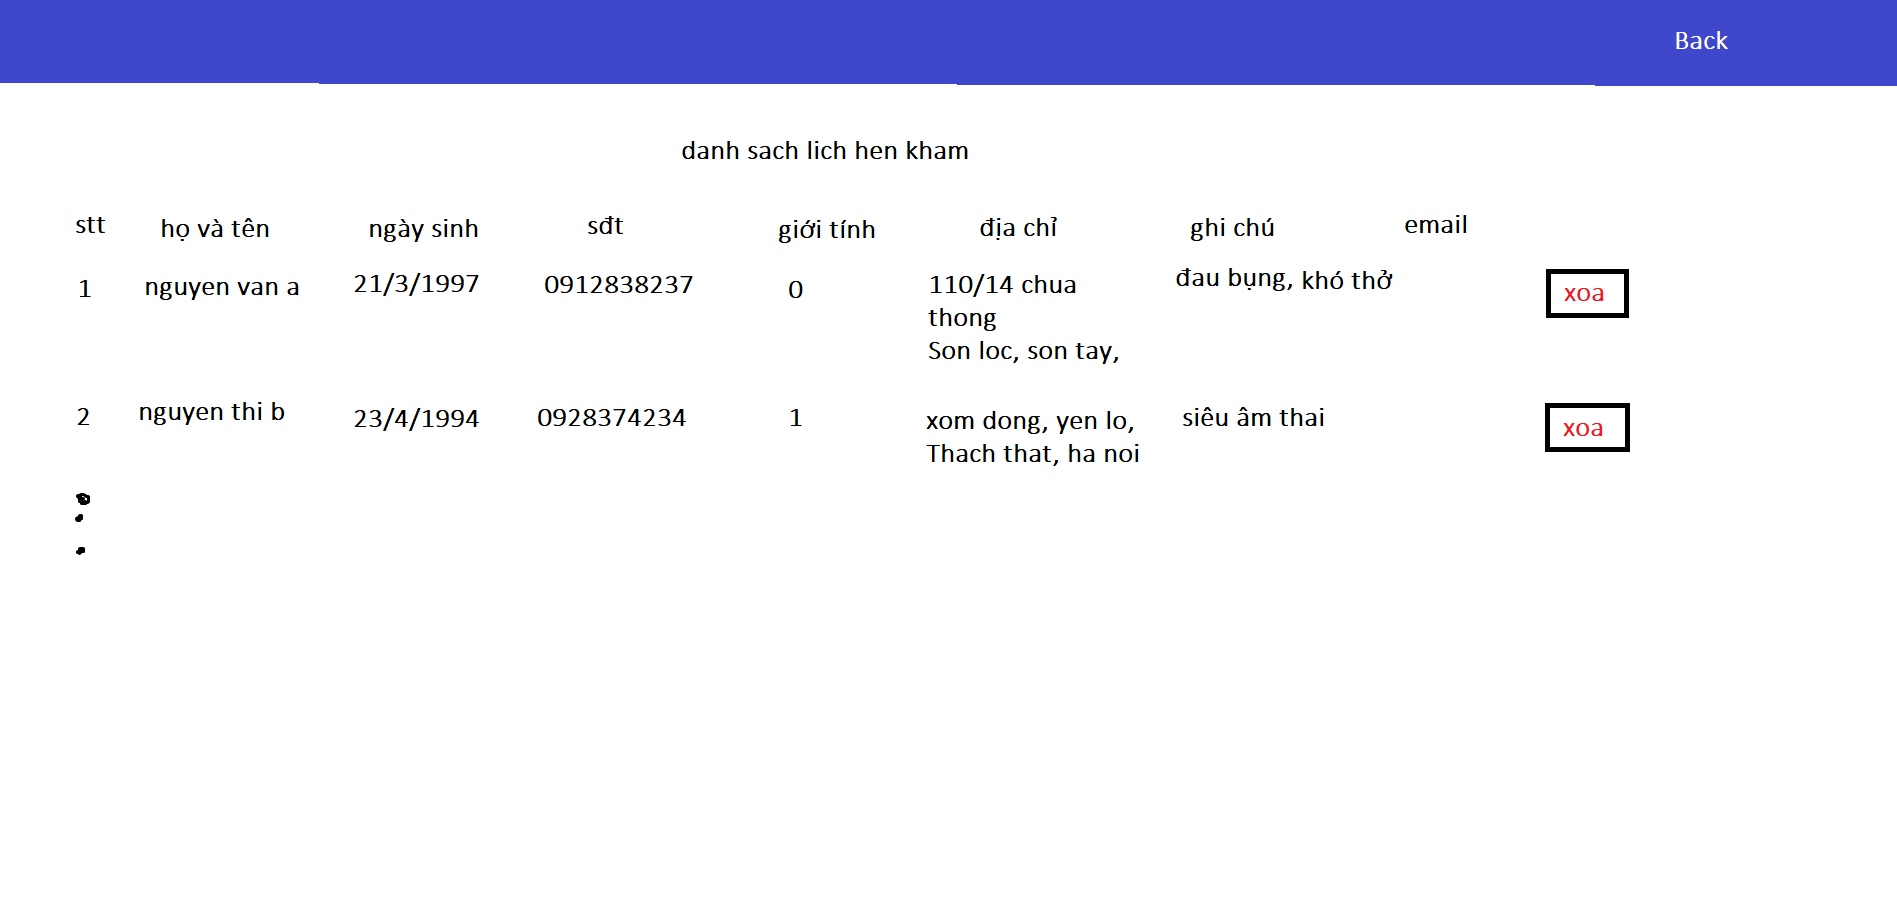 Back
danh sach lich hen kham
stt họ và tên ngày sinh sđt giới tính địa chỉ ghi chú email
1 nguyen van a 21/3/1997 0912838237 0 110/14 chua đau bụng, khó thở xoa
thong
Son loc, son tay,
2 nguyen thi b 23/4/1994 0928374234 1 xom dong, yen lo, siêu âm thai xoa
Thach that, ha noi